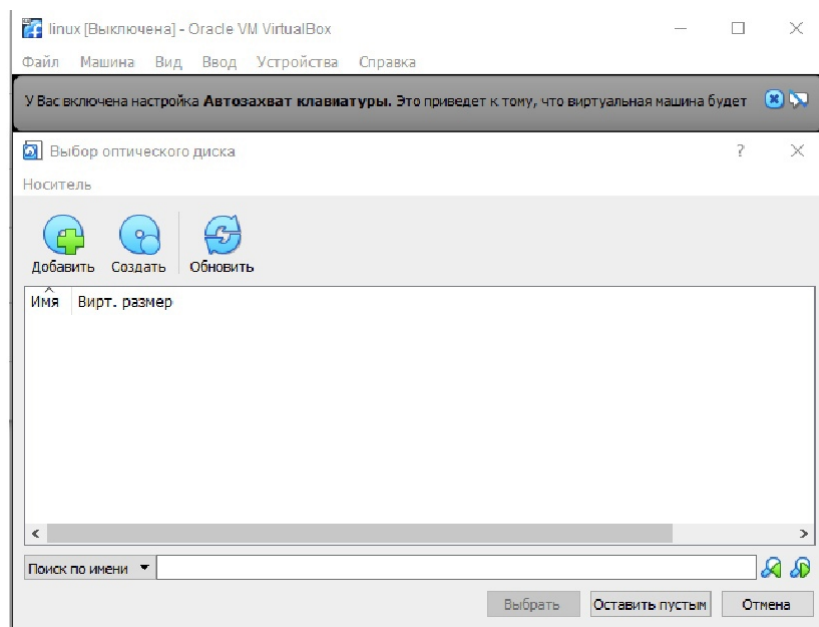 linux [Выключена] - Oracle VM VirtualBox
Файл Машина Вид Ввод Устройства Справка
У Вас включена настройка Автозахват клавиатуры. Это приведет к тому, что виртуальная машина будет
Выбор оптического диска ?
Носитель
Добавить Создать Обновить
Имя Вирт. размер
Поиск по имени
Выбрать Оставить пустым Отмена